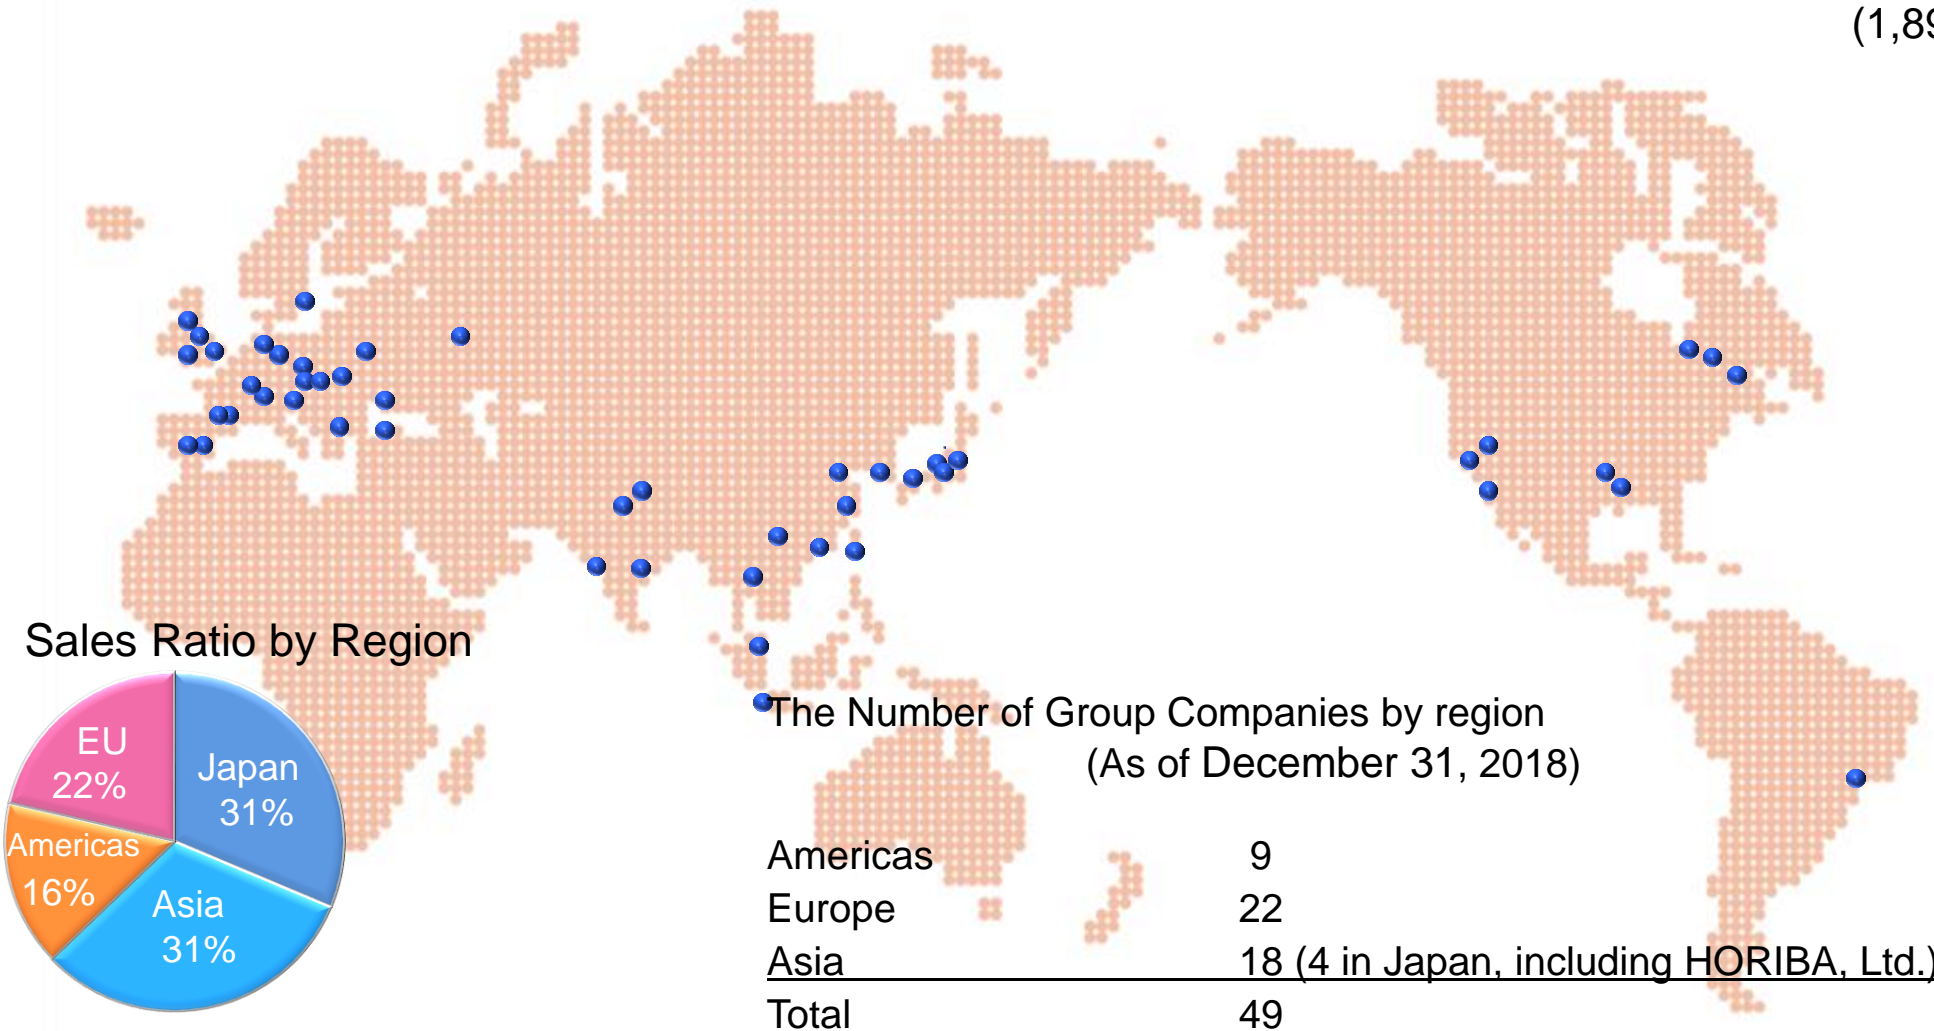 (1,89
Sales Ratio by Region
EU
22%
Japan
31%
Americas
16%
Asia
31%
The Number of Group Companies by region
(As of December 31, 2018)
Americas 9
Europe 22
Asia 18 (4 in Japan, including HORIBA, Ltd.)
Total 49